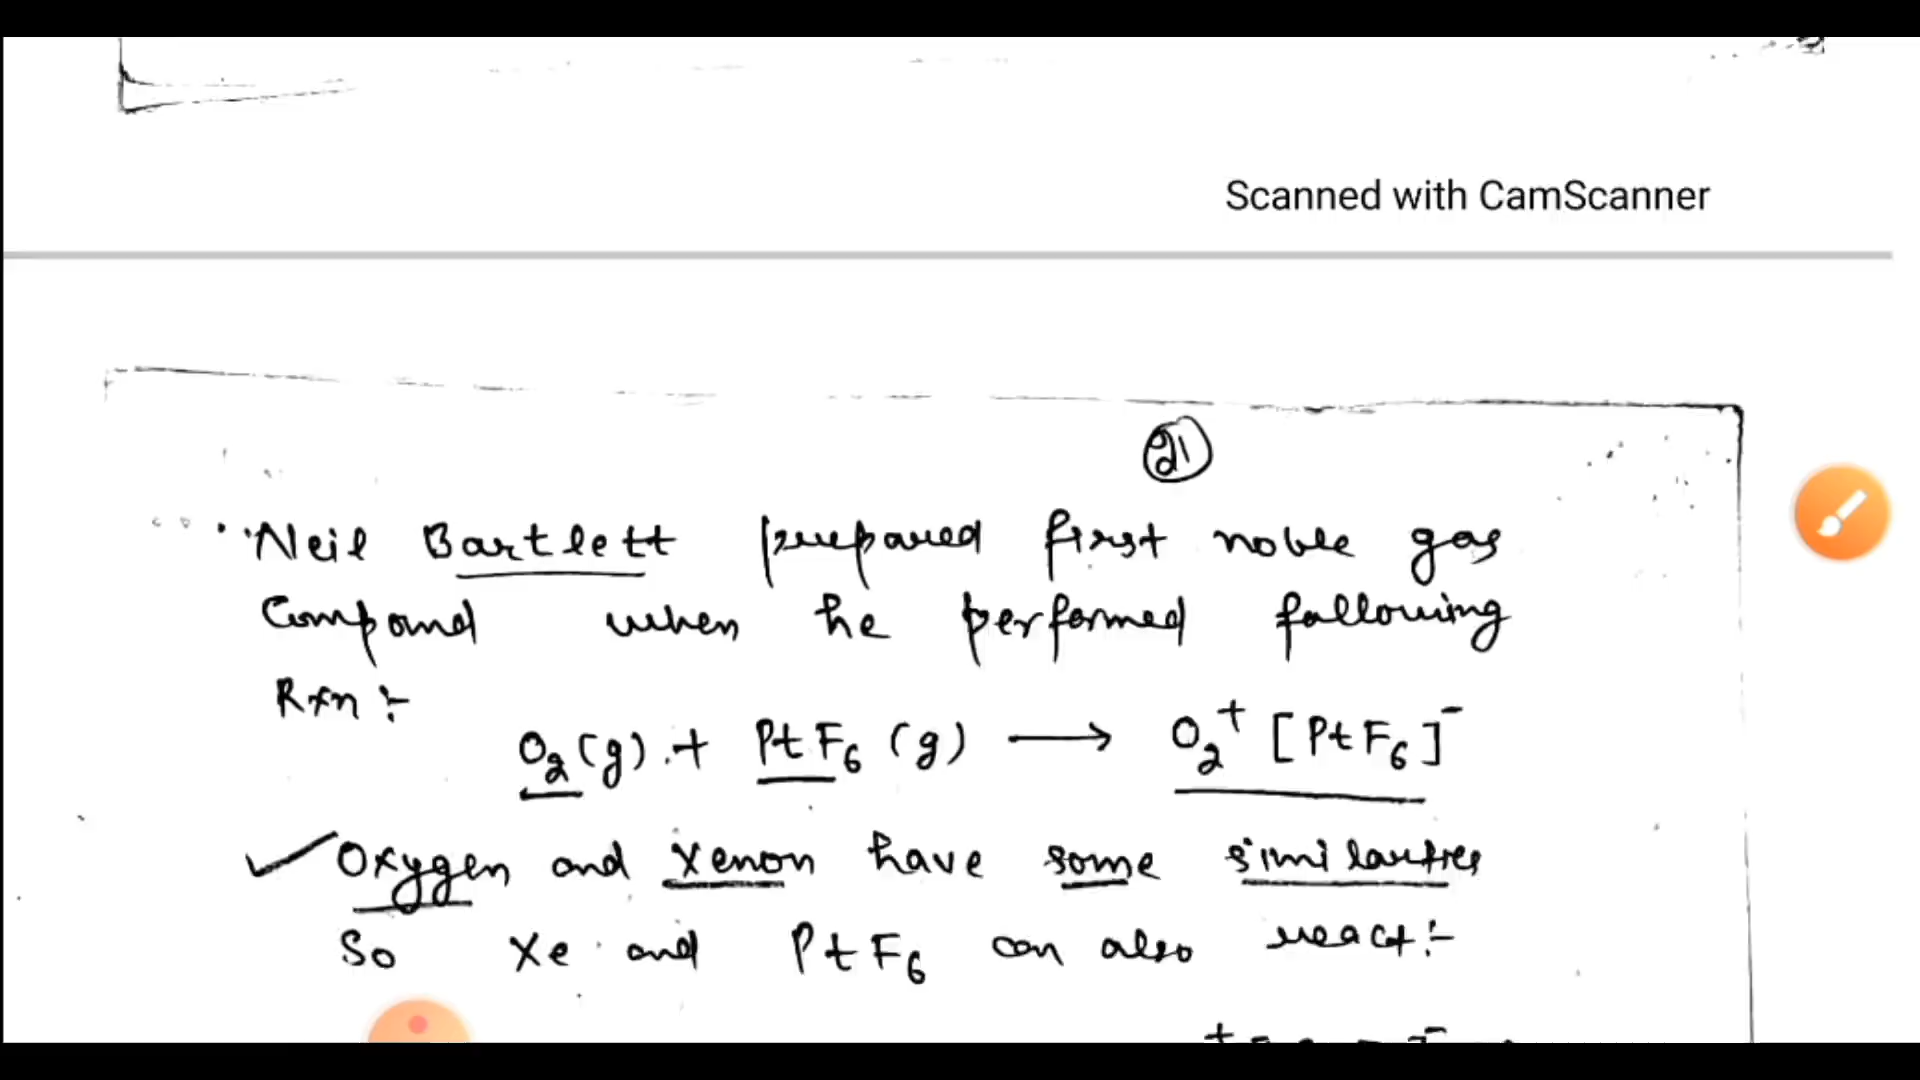 Scanned with CamScanner
21
Neil Bartlett prepared first noble gas
Compound when he performed following
Rxn :-
O₂(g) + PtF₆(g) ⟶ O₂⁺ [PtF₆]⁻
Oxygen and Xenon have some similarities
So Xe and PtF₆ can also react :-